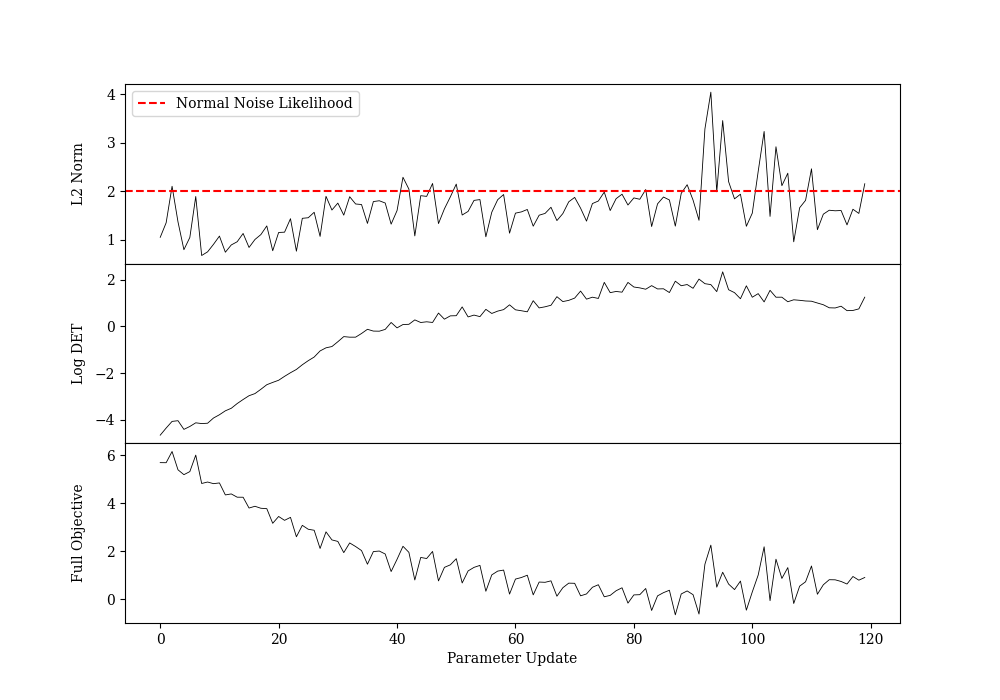 Normal Noise Likelihood
L2 Norm
4
3
2
1
Log DET
2
0
−2
−4
Full Objective
6
4
2
0
0 20 40 60 80 100 120
Parameter Update